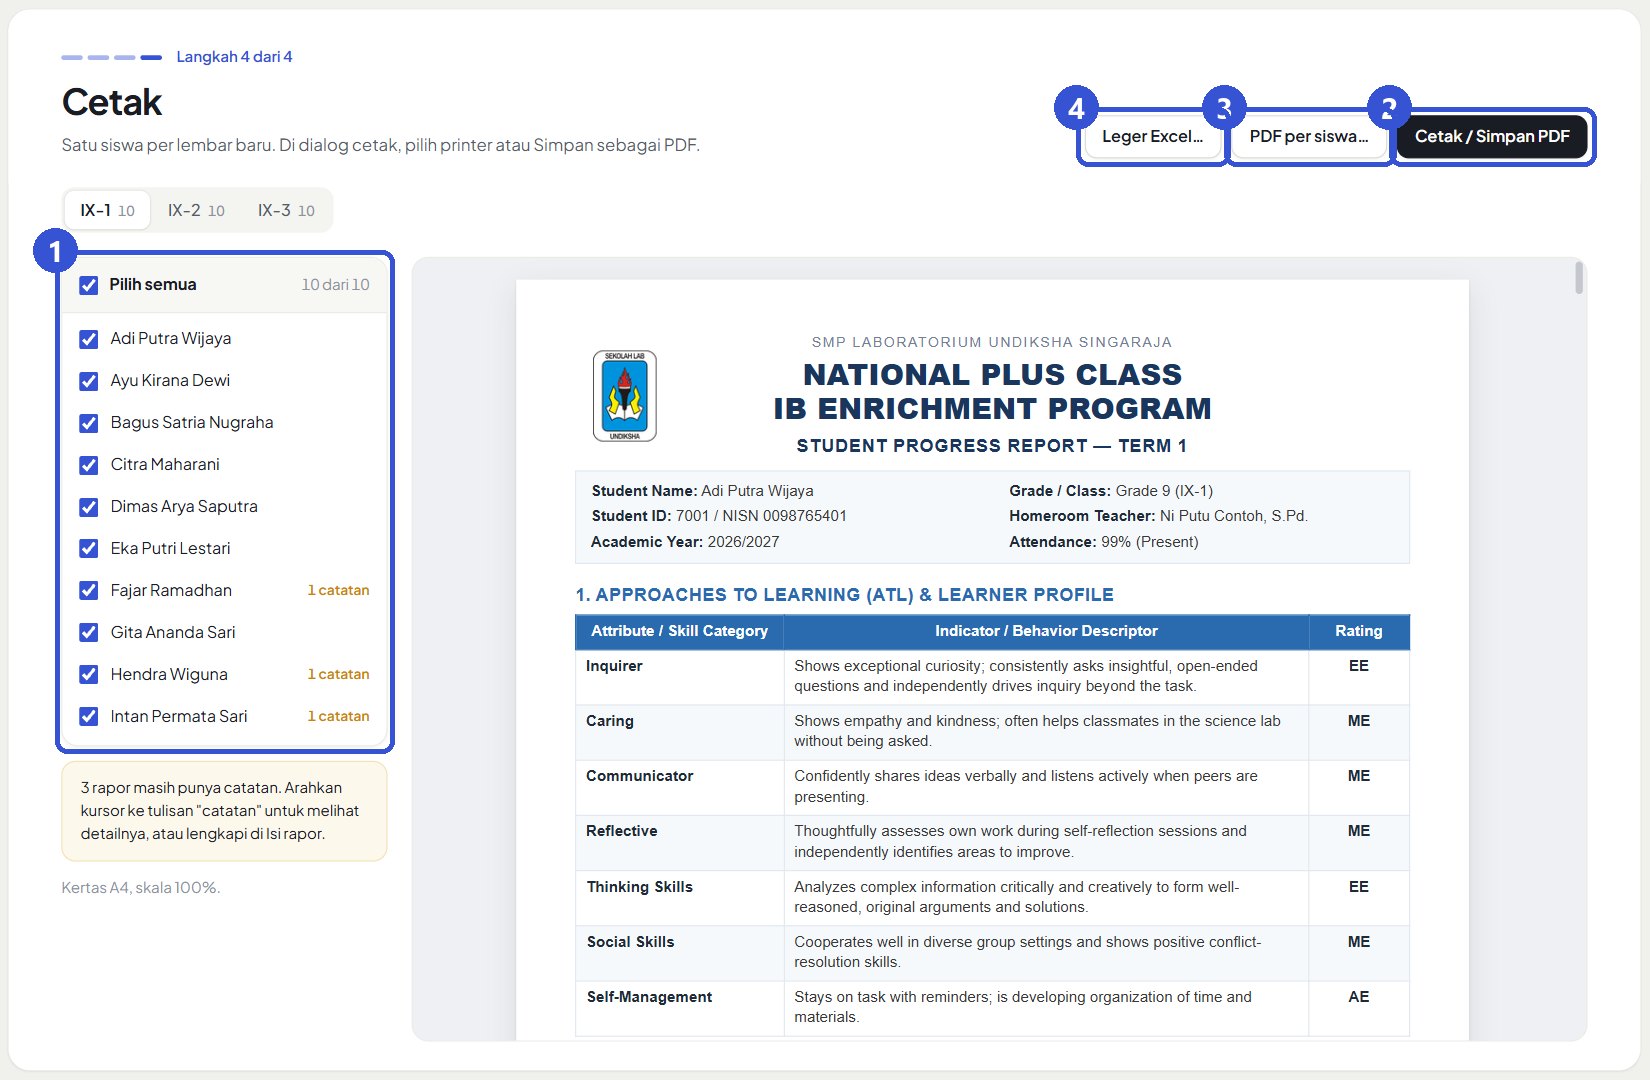 Langkah 4 dari 4
Cetak
Satu siswa per lembar baru. Di dialog cetak, pilih printer atau Simpan sebagai PDF.
4
Leger Excel...
3
PDF per siswa...
2
Cetak / Simpan PDF
IX-1 10
IX-2 10
IX-3 10
1
Pilih semua 10 dari 10
Adi Putra Wijaya
Ayu Kirana Dewi
Bagus Satria Nugraha
Citra Maharani
Dimas Arya Saputra
Eka Putri Lestari
Fajar Ramadhan 1 catatan
Gita Ananda Sari
Hendra Wiguna 1 catatan
Intan Permata Sari 1 catatan
3 rapor masih punya catatan. Arahkan
kursor ke tulisan "catatan" untuk melihat
detailnya, atau lengkapi di Isi rapor.
Kertas A4, skala 100%.
SEKOLAH LAB
UNDIKSHA
SMP LABORATORIUM UNDIKSHA SINGARAJA
NATIONAL PLUS CLASS
IB ENRICHMENT PROGRAM
STUDENT PROGRESS REPORT — TERM 1
Student Name: Adi Putra Wijaya
Grade / Class: Grade 9 (IX-1)
Student ID: 7001 / NISN 0098765401
Homeroom Teacher: Ni Putu Contoh, S.Pd.
Academic Year: 2026/2027
Attendance: 99% (Present)
1. APPROACHES TO LEARNING (ATL) & LEARNER PROFILE
Attribute / Skill Category Indicator / Behavior Descriptor Rating
Inquirer
Shows exceptional curiosity; consistently asks insightful, open-ended
questions and independently drives inquiry beyond the task.
EE
Caring
Shows empathy and kindness; often helps classmates in the science lab
without being asked.
ME
Communicator
Confidently shares ideas verbally and listens actively when peers are
presenting.
ME
Reflective
Thoughtfully assesses own work during self-reflection sessions and
independently identifies areas to improve.
ME
Thinking Skills
Analyzes complex information critically and creatively to form well-
reasoned, original arguments and solutions.
EE
Social Skills
Cooperates well in diverse group settings and shows positive conflict-
resolution skills.
ME
Self-Management
Stays on task with reminders; is developing organization of time and
materials.
AE